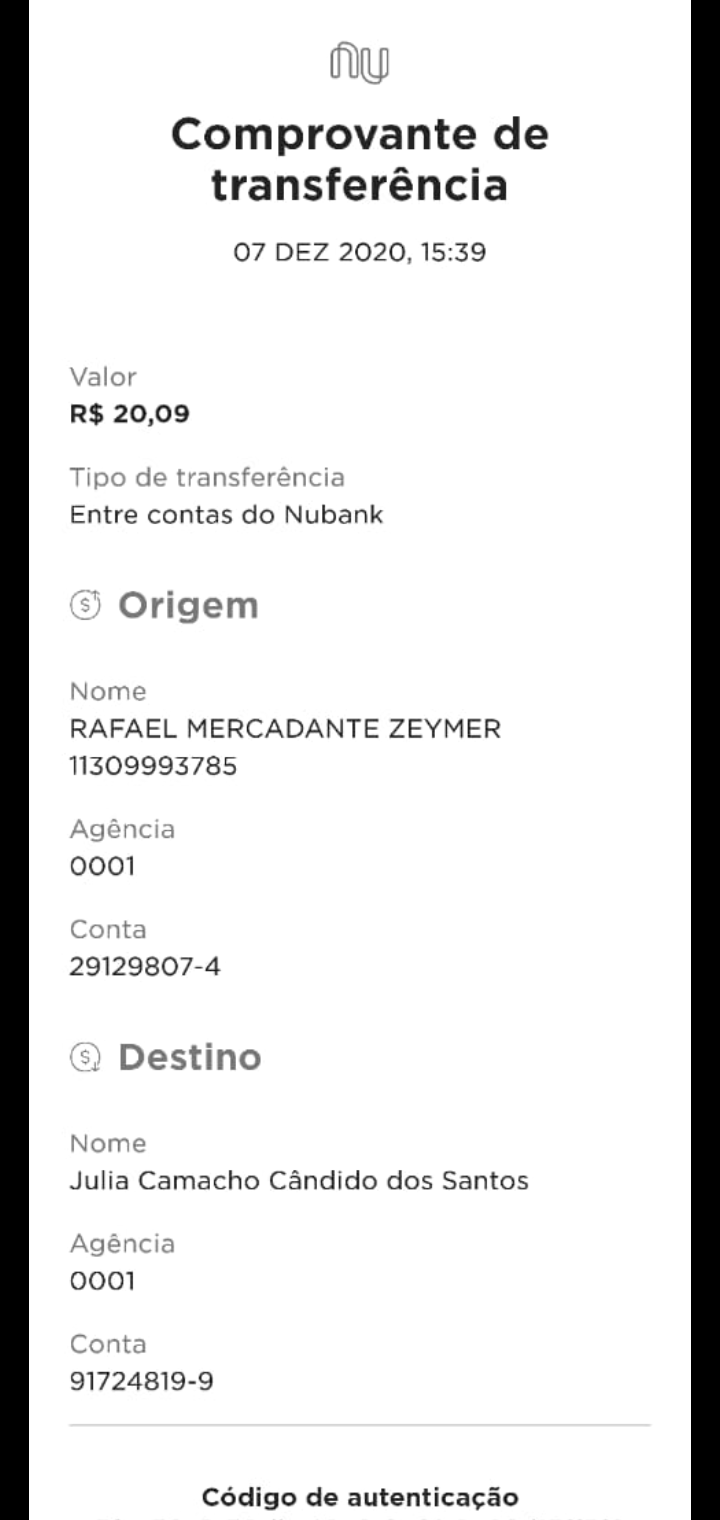 nu
Comprovante de
transferência
07 DEZ 2020, 15:39
Valor
R$ 20,09
Tipo de transferência
Entre contas do Nubank
Origem
Nome
RAFAEL MERCADANTE ZEYMER
11309993785
Agência
0001
Conta
29129807-4
Destino
Nome
Julia Camacho Cândido dos Santos
Agência
0001
Conta
91724819-9
Código de autenticação